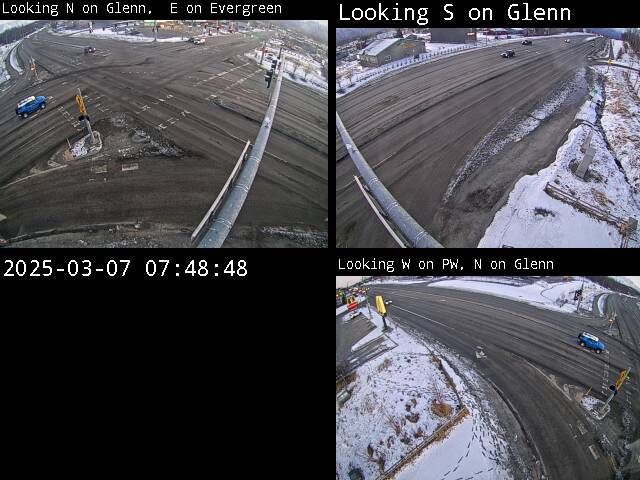 Looking N on Glenn, E on Evergreen
Looking S on Glenn
2025-03-07 07:48:48
Looking W on PW, N on Glenn